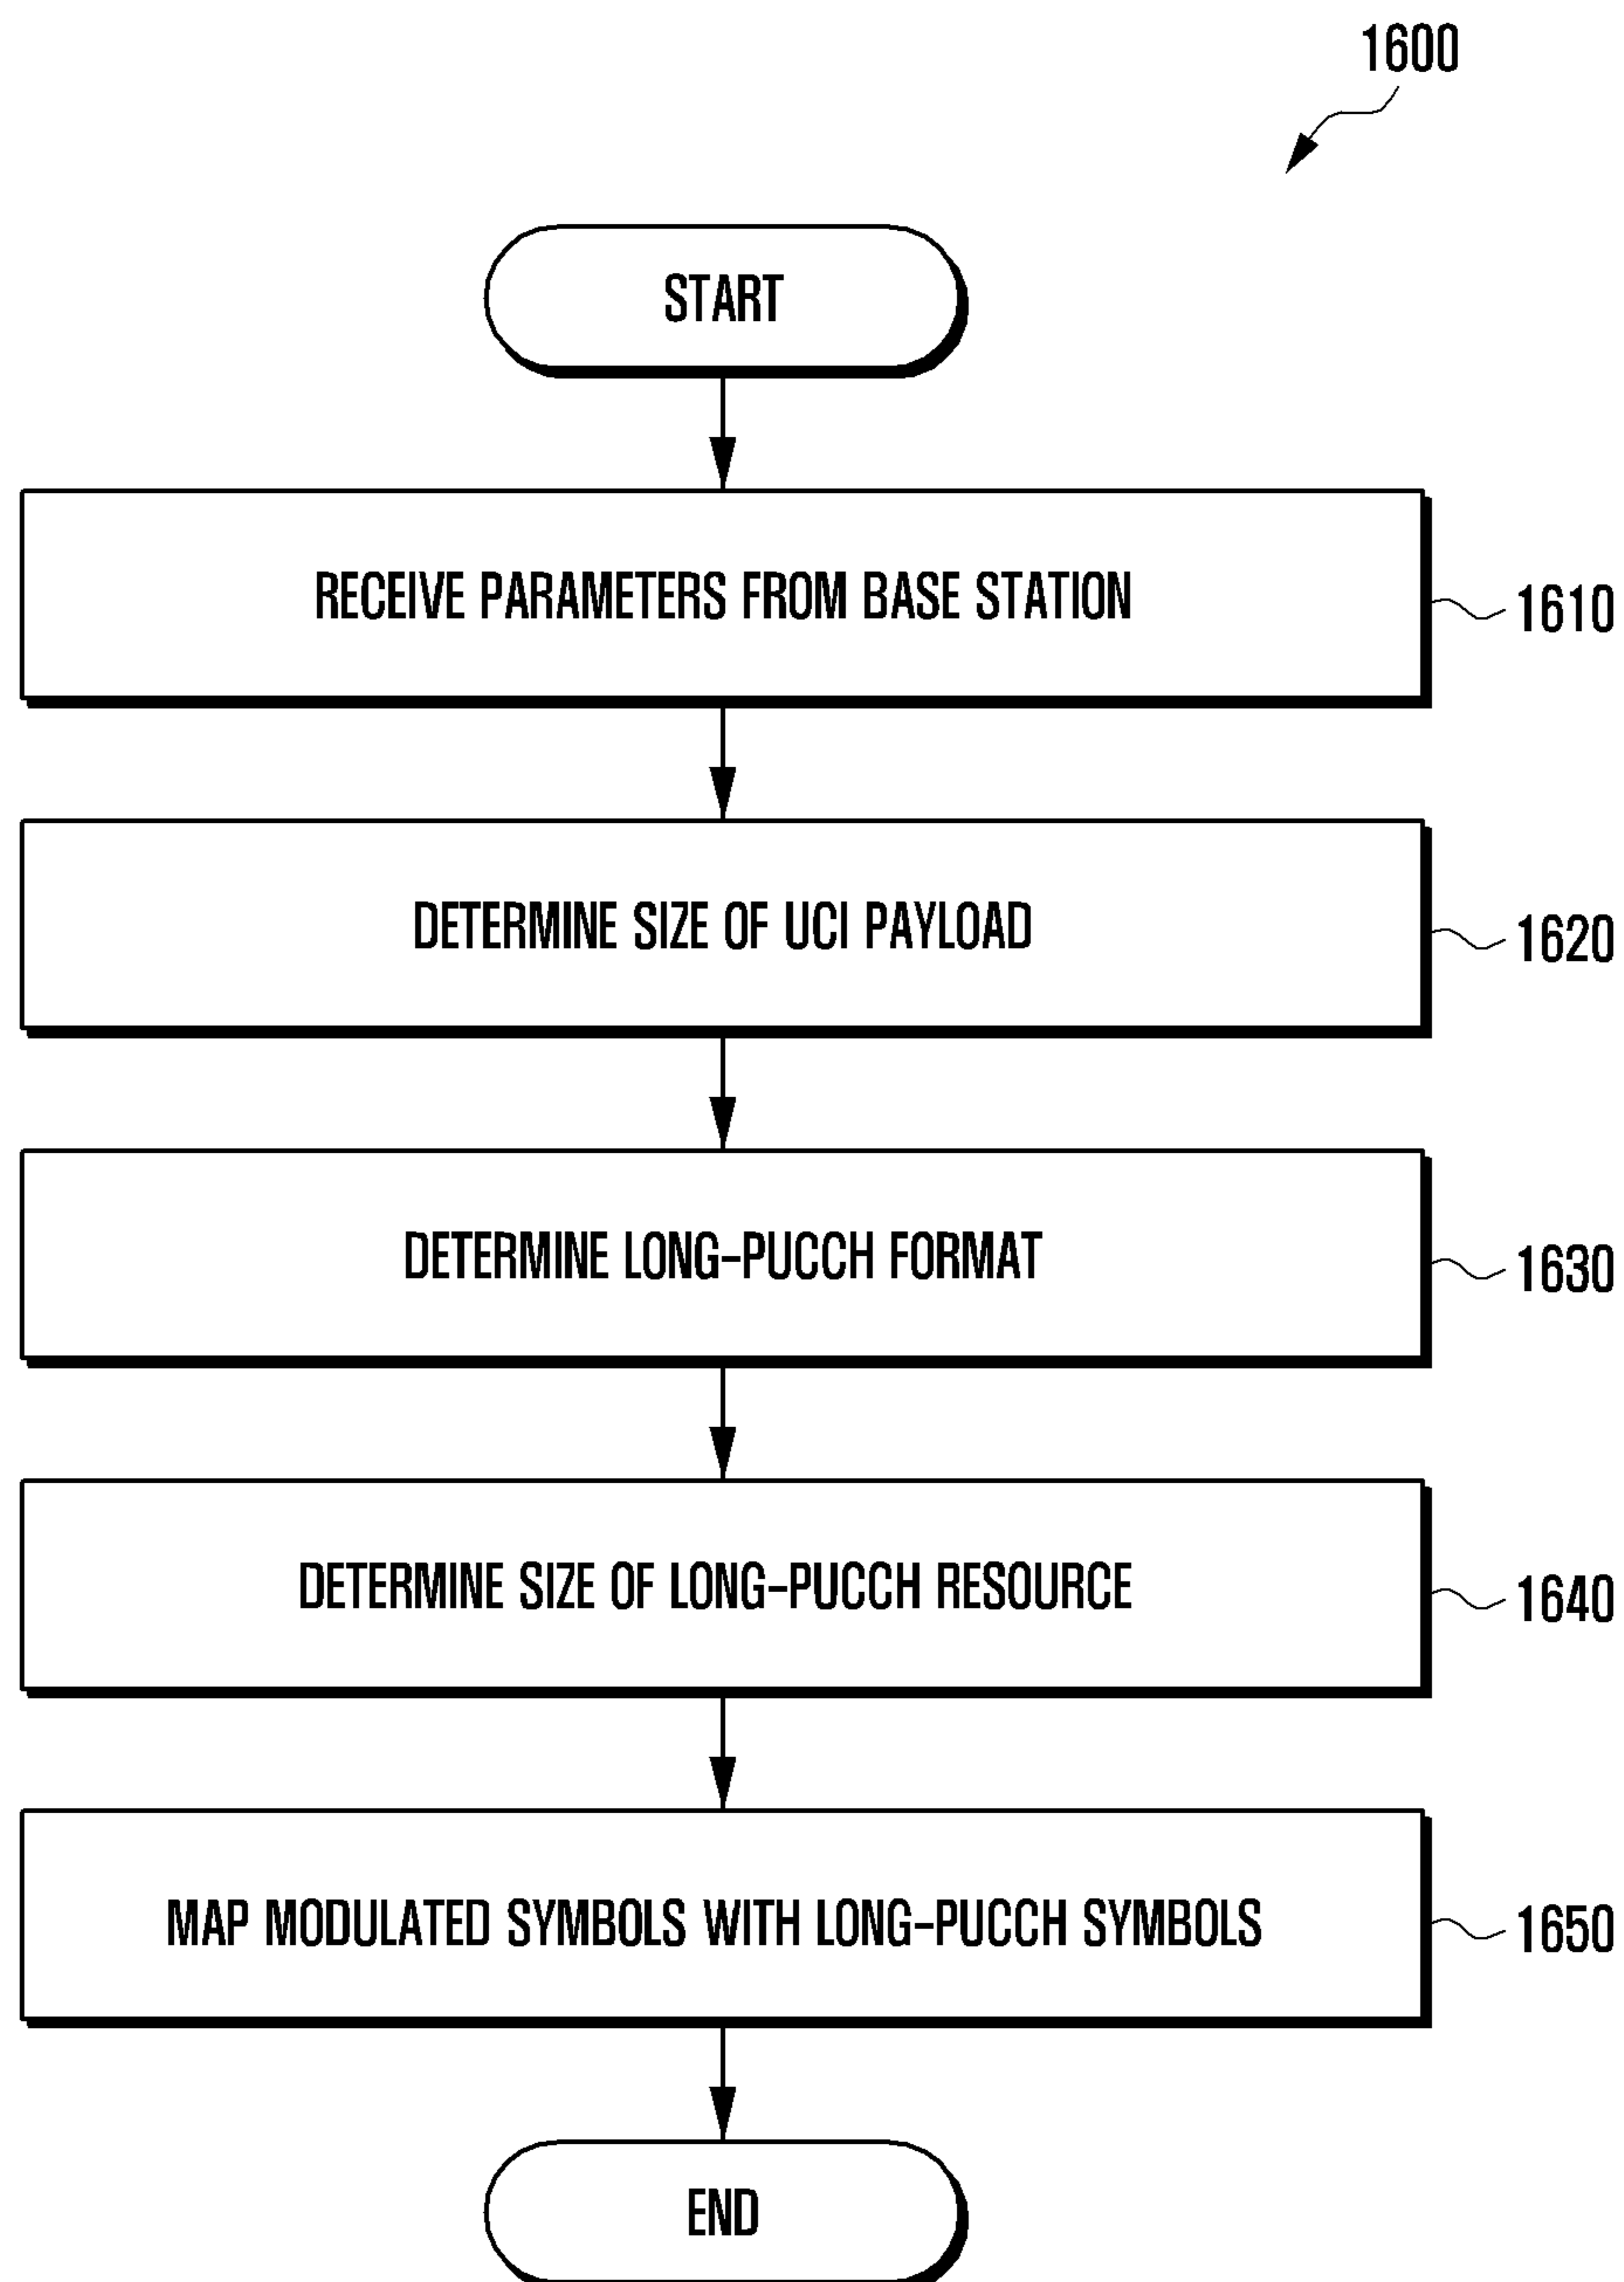 1600
START
RECEIVE PARAMETERS FROM BASE STATION
1610
DETERMINE SIZE OF UCI PAYLOAD
1620
DETERMINE LONG-PUCCH FORMAT
1630
DETERMINE SIZE OF LONG-PUCCH RESOURCE
1640
MAP MODULATED SYMBOLS WITH LONG-PUCCH SYMBOLS
1650
END